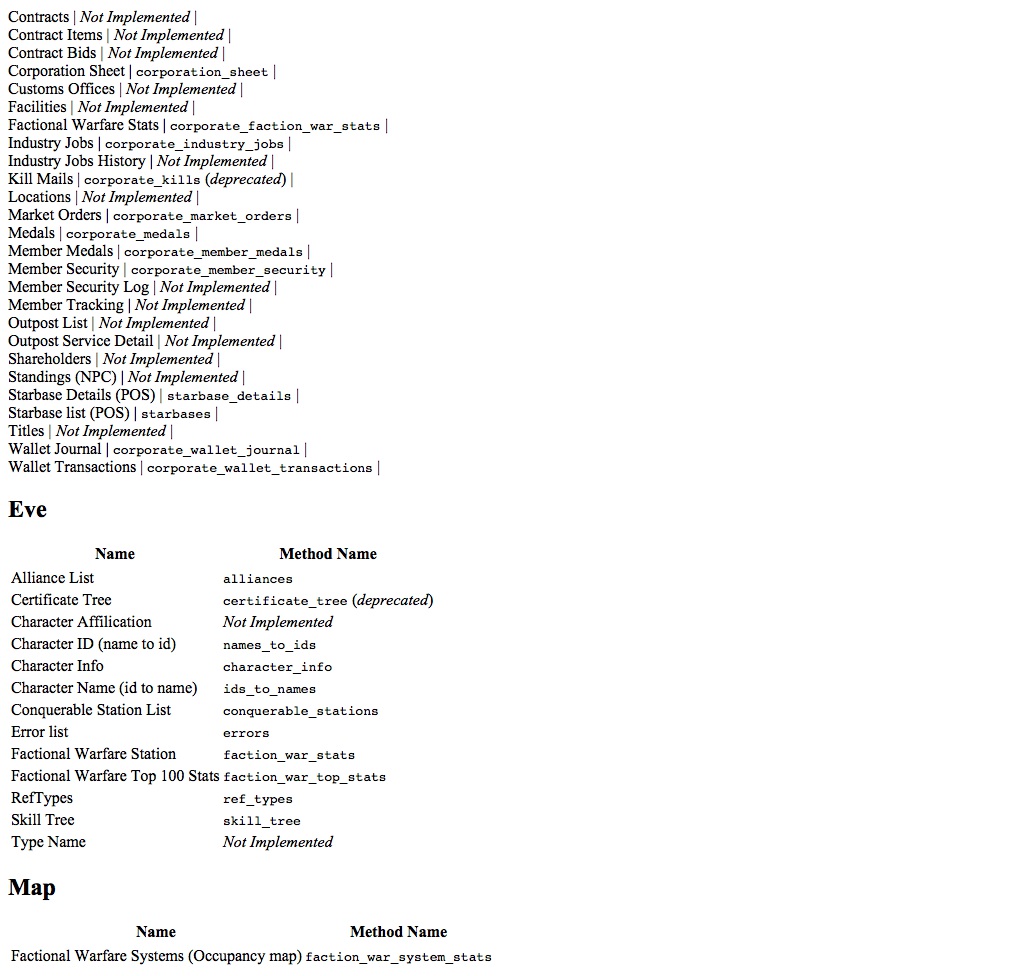 Contracts | Not Implemented |
Contract Items | Not Implemented |
Contract Bids | Not Implemented |
Corporation Sheet | corporation_sheet |
Customs Offices | Not Implemented |
Facilities | Not Implemented |
Factional Warfare Stats | corporate_faction_war_stats |
Industry Jobs | corporate_industry_jobs |
Industry Jobs History | Not Implemented |
Kill Mails | corporate_kills (deprecated) |
Locations | Not Implemented |
Market Orders | corporate_market_orders |
Medals | corporate_medals |
Member Medals | corporate_member_medals |
Member Security | corporate_member_security |
Member Security Log | Not Implemented |
Member Tracking | Not Implemented |
Outpost List | Not Implemented |
Outpost Service Detail | Not Implemented |
Shareholders | Not Implemented |
Standings (NPC) | Not Implemented |
Starbase Details (POS) | starbase_details |
Starbase list (POS) | starbases |
Titles | Not Implemented |
Wallet Journal | corporate_wallet_journal |
Wallet Transactions | corporate_wallet_transactions |
Eve
Name Method Name
Alliance List alliances
Certificate Tree certificate_tree (deprecated)
Character Affilication Not Implemented
Character ID (name to id) names_to_ids
Character Info character_info
Character Name (id to name) ids_to_names
Conquerable Station List conquerable_stations
Error list errors
Factional Warfare Station faction_war_stats
Factional Warfare Top 100 Stats faction_war_top_stats
RefTypes ref_types
Skill Tree skill_tree
Type Name Not Implemented
Map
Name Method Name
Factional Warfare Systems (Occupancy map) faction_war_system_stats